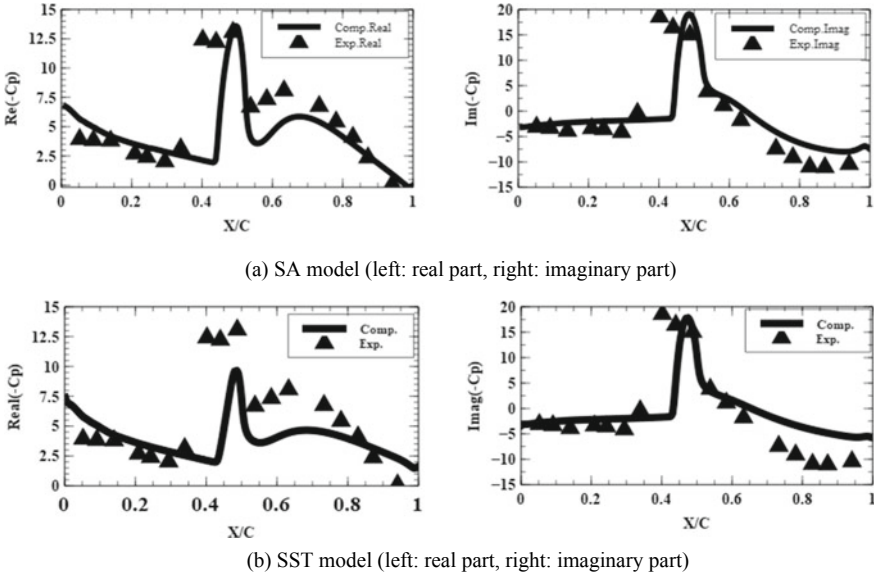 15
12.5
10
7.5
5
2.5
0
Re(-Cp)
Comp.Real
Exp.Real
0 0.2 0.4 0.6 0.8 1
X/C
20
15
10
5
0
−5
−10
−15
Im(-Cp)
Comp.Imag
Exp.Imag
0 0.2 0.4 0.6 0.8 1
X/C
(a) SA model (left: real part, right: imaginary part)
15
12.5
10
7.5
5
2.5
0
Real(-Cp)
Comp.
Exp.
0 0.2 0.4 0.6 0.8 1
X/C
20
15
10
5
0
−5
−10
−15
Imag(-Cp)
Comp.
Exp.
0 0.2 0.4 0.6 0.8 1
X/C
(b) SST model (left: real part, right: imaginary part)